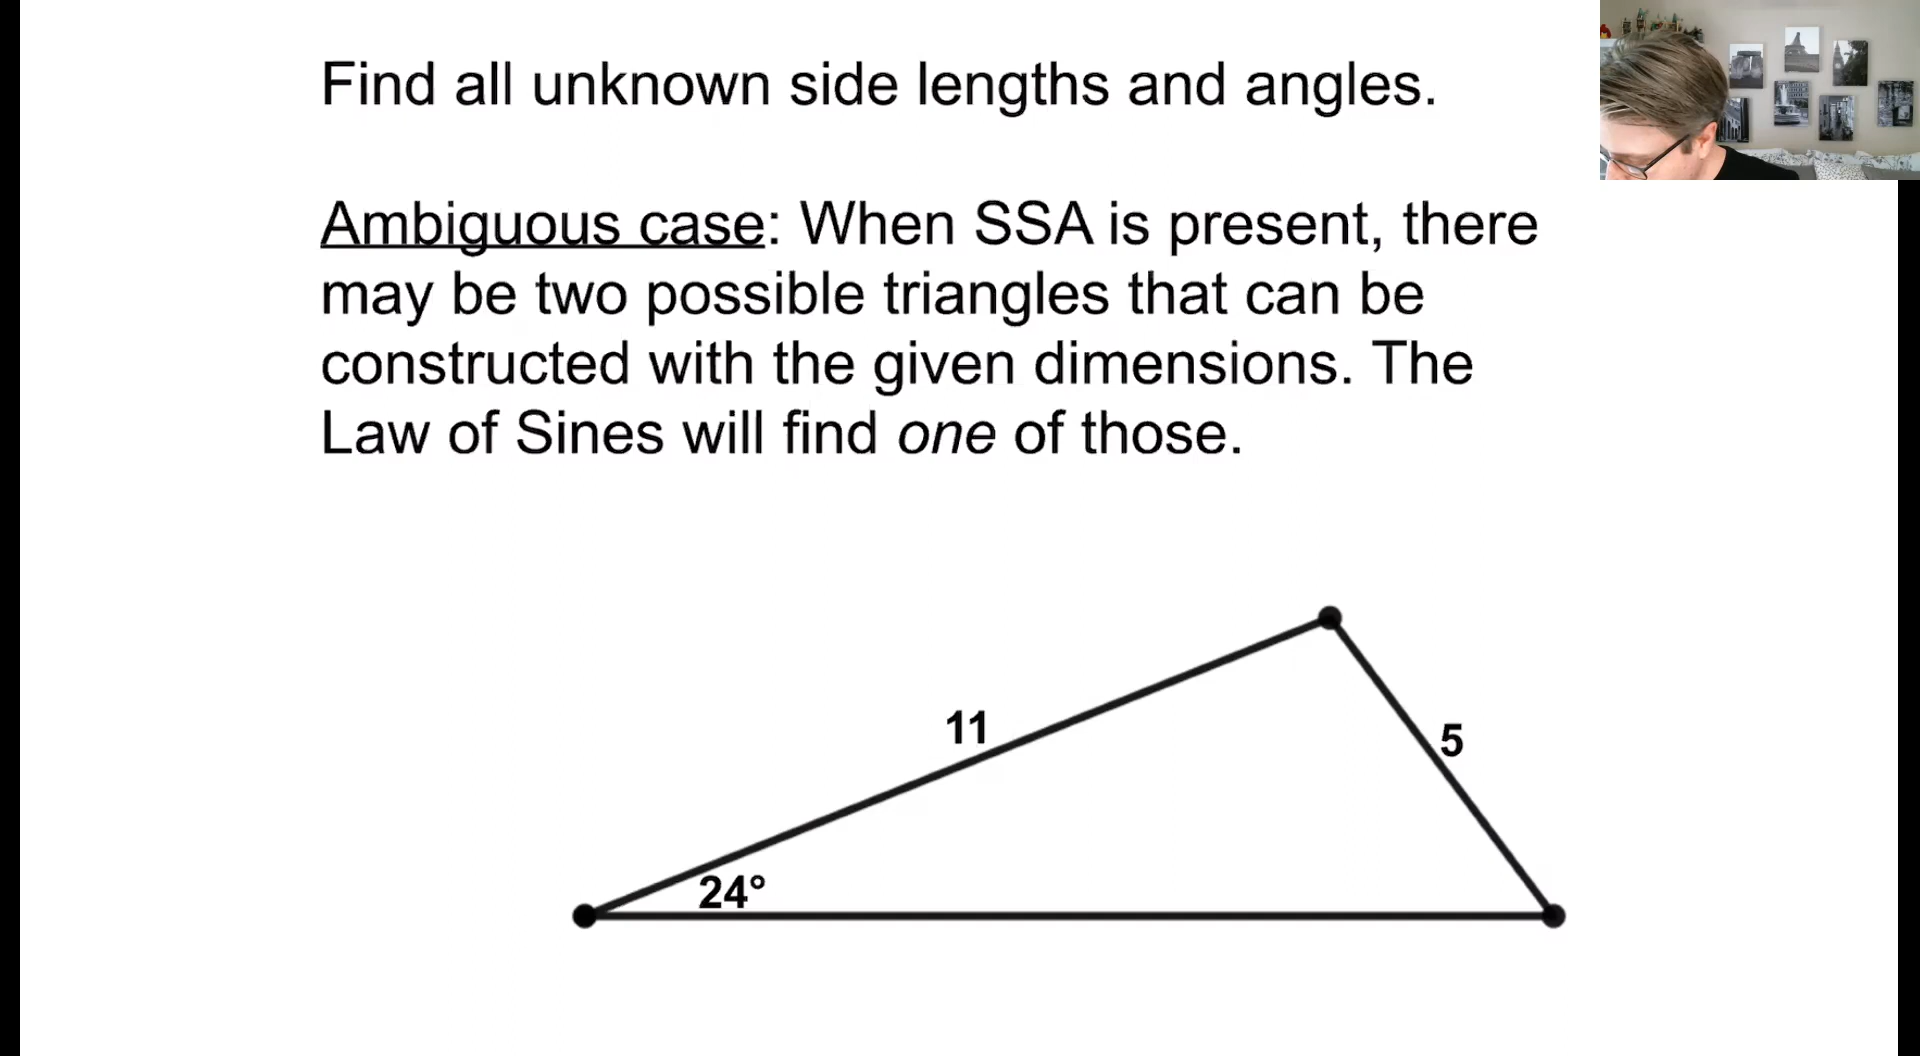 Find all unknown side lengths and angles.
Ambiguous case: When SSA is present, there
may be two possible triangles that can be
constructed with the given dimensions. The
Law of Sines will find one of those.
11
5
24°